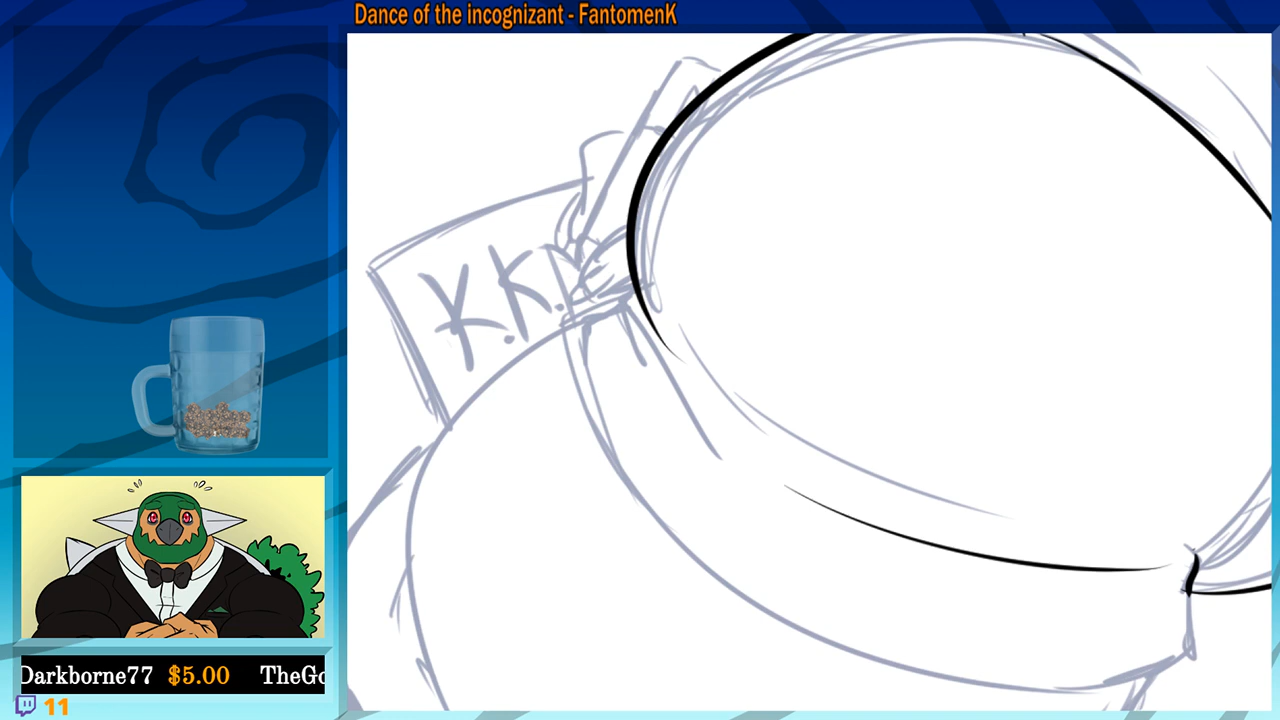 Dance of the incognizant - FantomenK
K.K.
Darkborne77 $5.00 TheGo
11